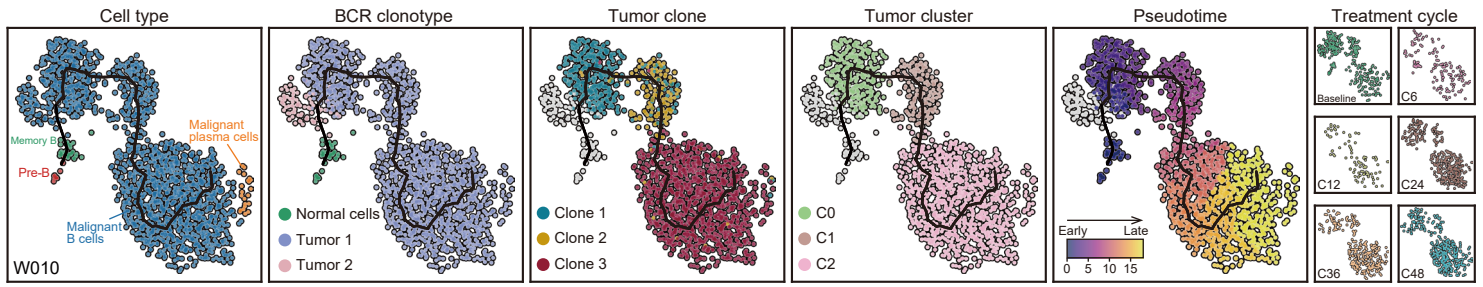 Cell type
BCR clonotype
Tumor clone
Tumor cluster
Pseudotime
Treatment cycle
Memory B
Pre-B
Malignant
plasma cells
Malignant
B cells
W010
Normal cells
Tumor 1
Tumor 2
Clone 1
Clone 2
Clone 3
C0
C1
C2
Early Late
0 5 10 15
Baseline
C6
C12
C24
C36
C48